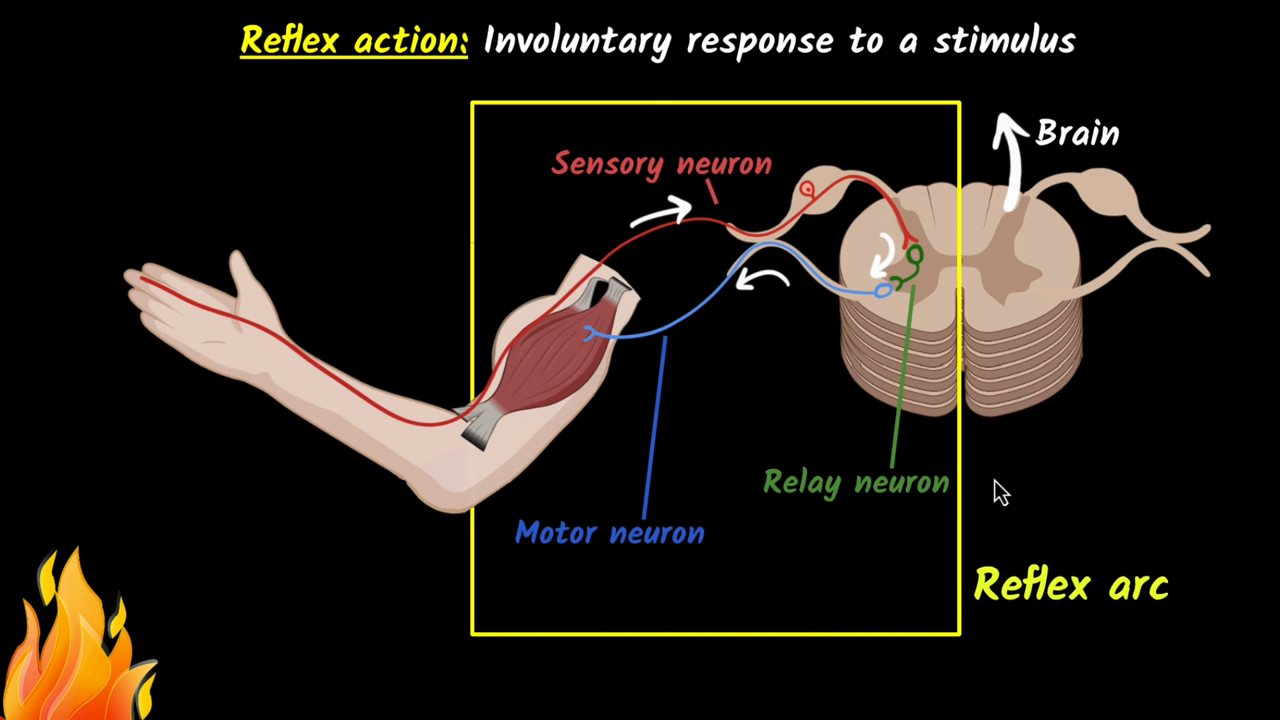 Reflex action: Involuntary response to a stimulus
Brain
Sensory neuron
Relay neuron
Motor neuron
Reflex arc